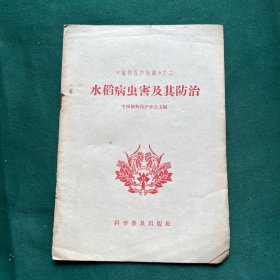 《植物保护丛书》之二
水稻病虫害及其防治
中国植物保护学会主编
科学普及出版社